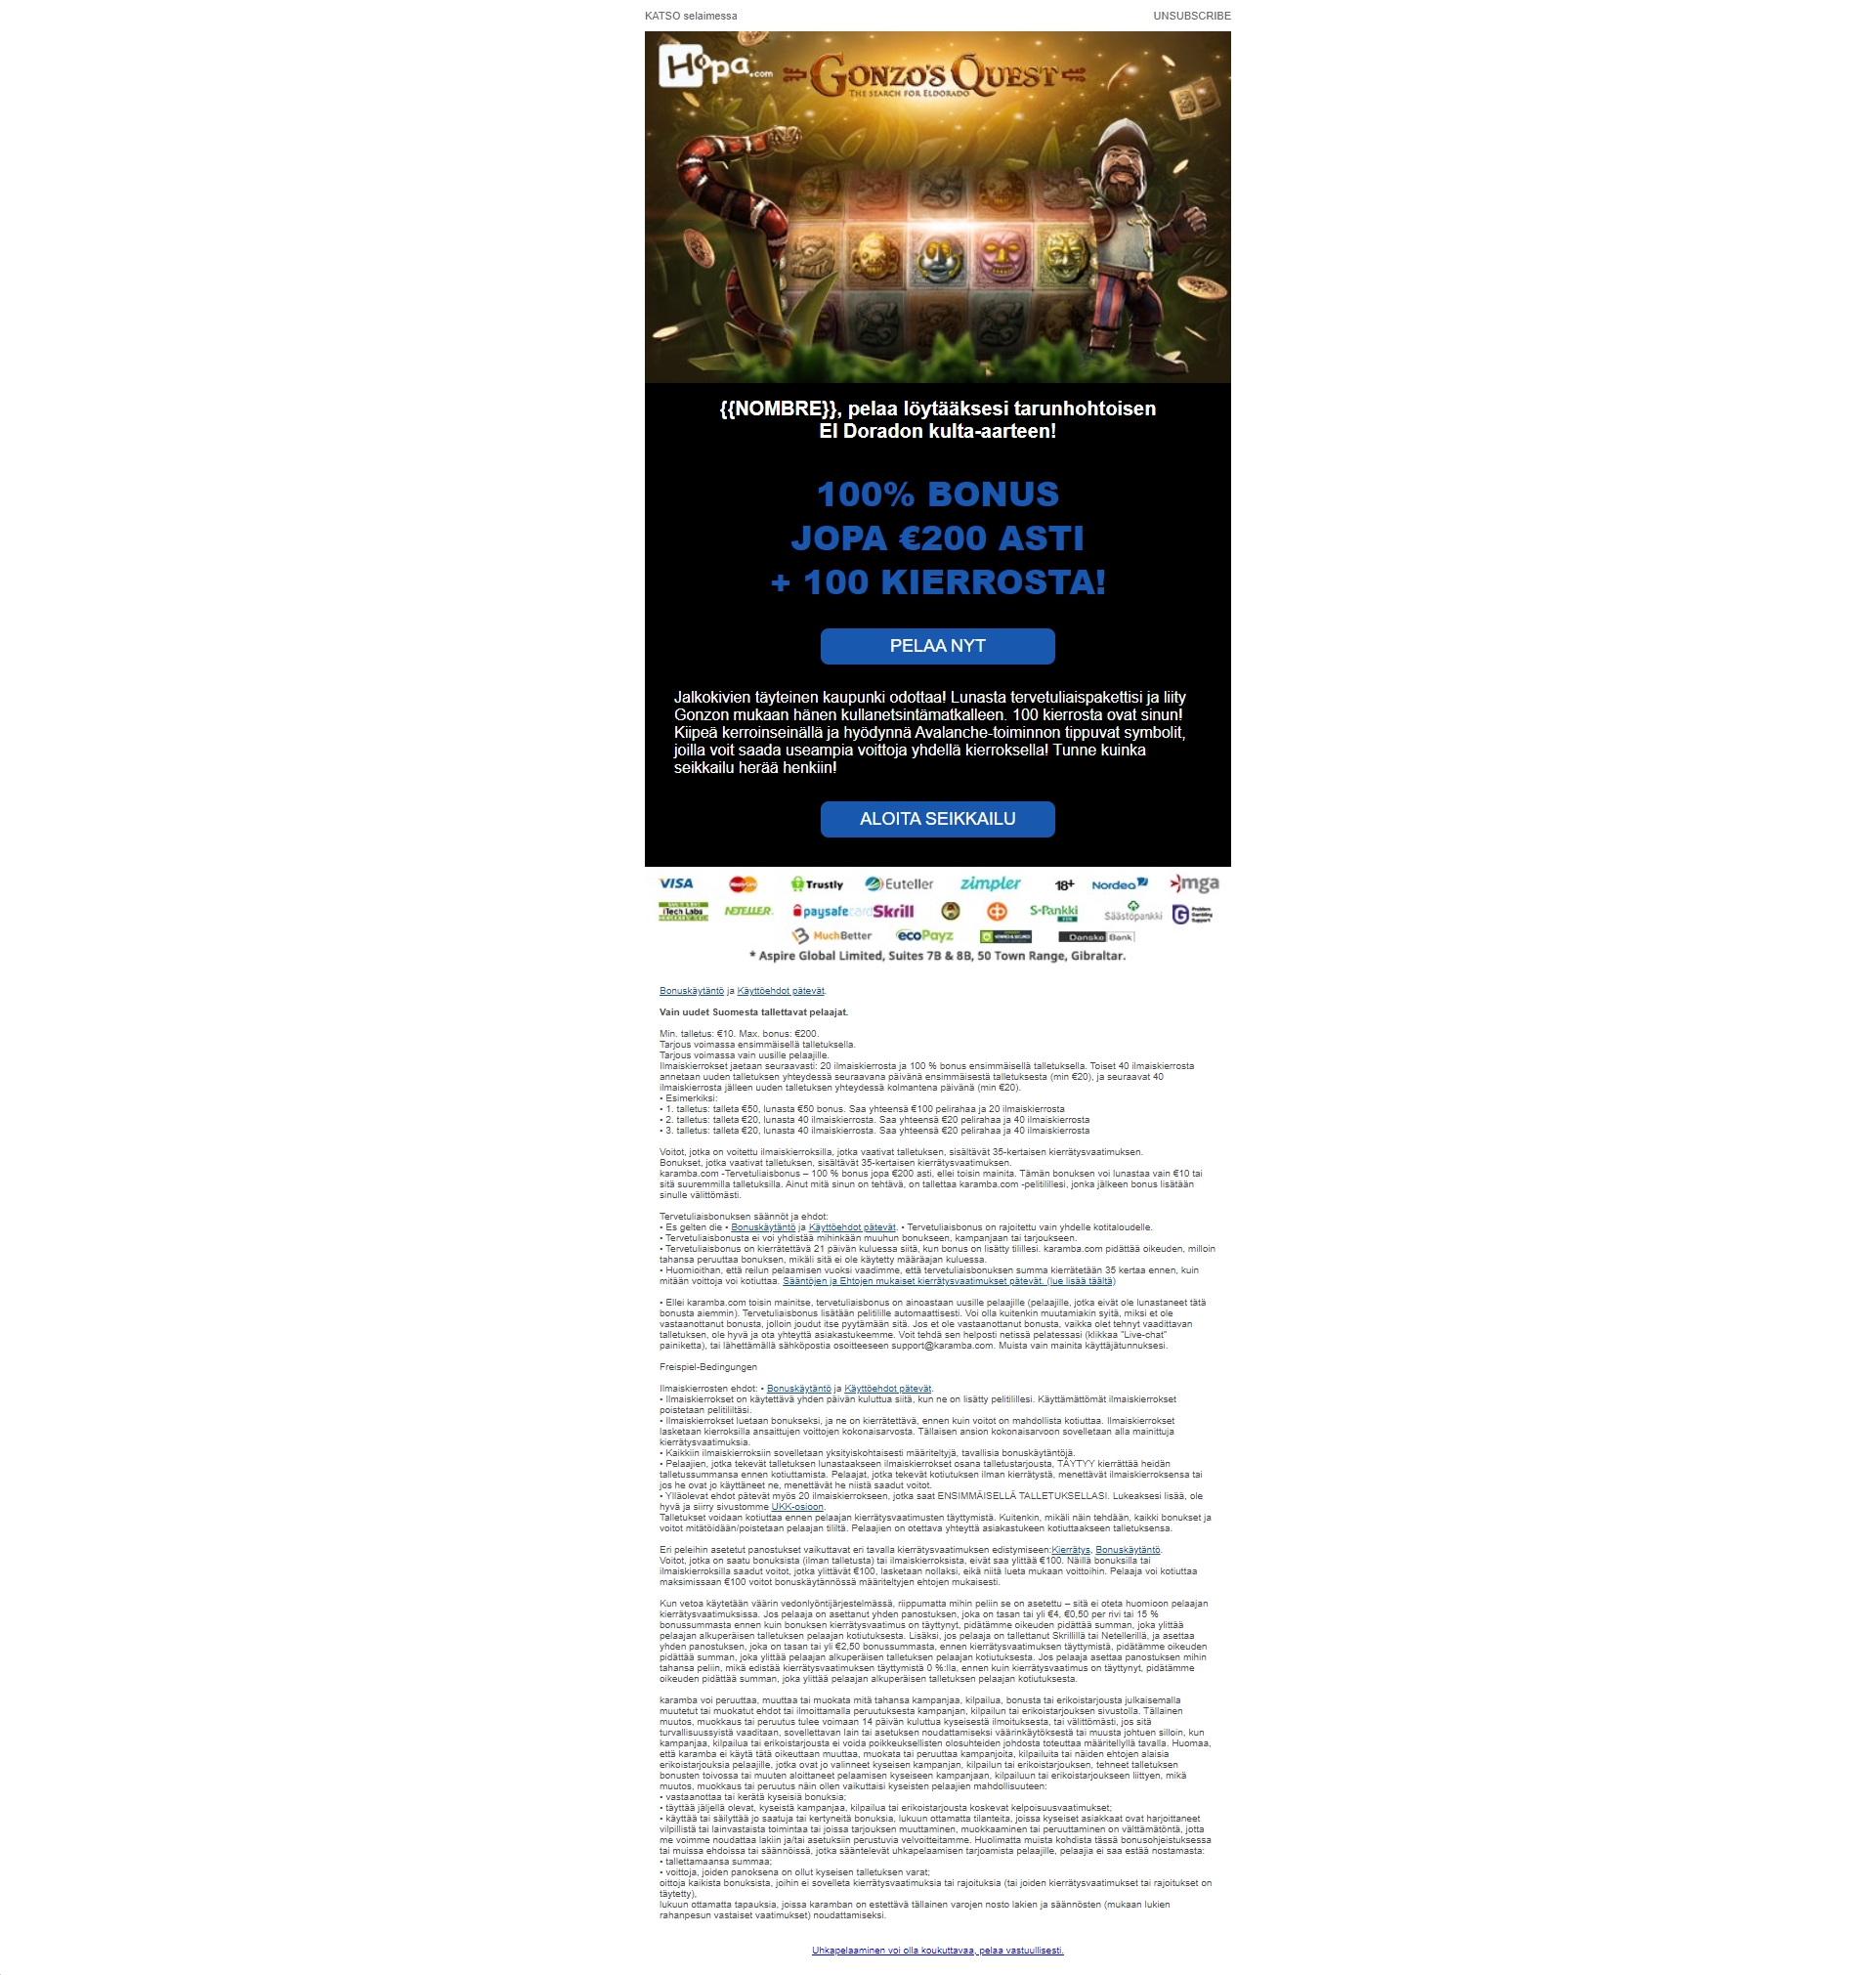 KATSO selaimessa
UNSUBSCRIBE
Hopa.com
GONZO'S QUEST
THE SEARCH FOR ELDORADO
{{NOMBRE}}, pelaa löytääksesi tarunhohtoisen
El Doradon kulta-aarteen!
100% BONUS
JOPA €200 ASTI
+ 100 KIERROSTA!
PELAA NYT
Jalkokivien täyteinen kaupunki odottaa! Lunasta tervetuliaispakettisi ja liity
Gonzon mukaan hänen kullanetsintämatkalleen. 100 kierrosta ovat sinun!
Kiipeä kerroinseinällä ja hyödynnä Avalanche-toiminnon tippuvat symbolit,
joilla voit saada useampia voittoja yhdellä kierroksella! Tunne kuinka
seikkailu herää henkiin!
ALOITA SEIKKAILU
VISA MasterCard Trustly Euteller zimpler 18+ Nordea mga
iTech Labs NETELLER paysafecard Skrill S-Pankki Säästöpankki Problem Gambling Support
MuchBetter ecoPayz Danske Bank
* Aspire Global Limited, Suites 7B & 8B, 50 Town Range, Gibraltar.
Bonuskäytäntö ja Käyttöehdot pätevät.
Vain uudet Suomesta tallettavat pelaajat.
Min. talletus: €10. Max. bonus: €200.
Tarjous voimassa ensimmäisellä talletuksella.
Tarjous voimassa vain uusille pelaajille.
Ilmaiskierrokset jaetaan seuraavasti: 20 ilmaiskierrosta ja 100 % bonus ensimmäisellä talletuksella. Toiset 40 ilmaiskierrosta
annetaan uuden talletuksen yhteydessä seuraavana päivänä ensimmäisestä talletuksesta (min €20), ja seuraavat 40
ilmaiskierrosta jälleen uuden talletuksen yhteydessä kolmantena päivänä (min €20).
• Esimerkiksi:
• 1. talletus: talleta €50, lunasta €50 bonus. Saa yhteensä €100 pelirahaa ja 20 ilmaiskierrosta
• 2. talletus: talleta €20, lunasta 40 ilmaiskierrosta. Saa yhteensä €20 pelirahaa ja 40 ilmaiskierrosta
• 3. talletus: talleta €20, lunasta 40 ilmaiskierrosta. Saa yhteensä €20 pelirahaa ja 40 ilmaiskierrosta
Voitot, jotka on voitettu ilmaiskierroksilla, jotka vaativat talletuksen, sisältävät 35-kertaisen kierrätysvaatimuksen.
Bonukset, jotka vaativat talletuksen, sisältävät 35-kertaisen kierrätysvaatimuksen.
karamba.com -Tervetuliaisbonus – 100 % bonus jopa €200 asti, ellei toisin mainita. Tämän bonuksen voi lunastaa vain €10 tai
sitä suuremmilla talletuksilla. Ainut mitä sinun on tehtävä, on tallettaa karamba.com -pelitilillesi, jonka jälkeen bonus lisätään
sinulle välittömästi.
Tervetuliaisbonuksen säännöt ja ehdot:
• Es gelten die • Bonuskäytäntö ja Käyttöehdot pätevät. • Tervetuliaisbonus on rajoitettu vain yhdelle kotitaloudelle.
• Tervetuliaisbonusta ei voi yhdistää mihinkään muuhun bonukseen, kampanjaan tai tarjoukseen.
• Tervetuliaisbonus on kierrätettävä 21 päivän kuluessa siitä, kun bonus on lisätty tilillesi. karamba.com pidättää oikeuden, milloin
tahansa peruuttaa bonuksen, mikäli sitä ei ole käytetty määräajan kuluessa.
• Huomioithan, että reilun pelaamisen vuoksi vaadimme, että tervetuliaisbonuksen summa kierrätetään 35 kertaa ennen, kuin
mitään voittoja voi kotiuttaa. Sääntöjen ja Ehtojen mukaiset kierrätysvaatimukset pätevät. (lue lisää täältä)
• Ellei karamba.com toisin mainitse, tervetuliaisbonus on ainoastaan uusille pelaajille (pelaajille, jotka eivät ole lunastaneet tätä
bonusta aiemmin). Tervetuliaisbonus lisätään pelitilille automaattisesti. Voi olla kuitenkin muutamiakin syitä, miksi et ole
vastaanottanut bonusta, jolloin joudut itse pyytämään sitä. Jos et ole vastaanottanut bonusta, vaikka olet tehnyt vaadittavan
talletuksen, ole hyvä ja ota yhteyttä asiakastukeemme. Voit tehdä sen helposti netissä pelatessasi (klikkaa "Live-chat"
painiketta), tai lähettämällä sähköpostia osoitteeseen support@karamba.com. Muista vain mainita käyttäjätunnuksesi.
Freispiel-Bedingungen
Ilmaiskierrosten ehdot: • Bonuskäytäntö ja Käyttöehdot pätevät.
• Ilmaiskierrokset on käytettävä yhden päivän kuluttua siitä, kun ne on lisätty pelitilillesi. Käyttämättömät ilmaiskierrokset
poistetaan pelitililtäsi.
• Ilmaiskierrokset luetaan bonukseksi, ja ne on kierrätettävä, ennen kuin voitot on mahdollista kotiuttaa. Ilmaiskierrokset
lasketaan kierroksilla ansaittujen voittojen kokonaisarvosta. Tällaisen ansion kokonaisarvoon sovelletaan alla mainittuja
kierrätysvaatimuksia.
• Kaikkiin ilmaiskierroksiin sovelletaan yksityiskohtaisesti määriteltyjä, tavallisia bonuskäytäntöjä.
• Pelaajien, jotka tekevät talletuksen lunastaakseen ilmaiskierrokset osana talletustarjousta, TÄYTYY kierrättää heidän
talletussummansa ennen kotiuttamista. Pelaajat, jotka tekevät kotiutuksen ilman kierrätystä, menettävät ilmaiskierroksensa tai
jos he ovat jo käyttäneet ne, menettävät he niistä saadut voitot.
• Ylläolevat ehdot pätevät myös 20 ilmaiskierrokseen, jotka saat ENSIMMÄISELLÄ TALLETUKSELLASI. Lukeaksesi lisää, ole
hyvä ja siirry sivustomme UKK-osioon.
Talletukset voidaan kotiuttaa ennen pelaajan kierrätysvaatimusten täyttymistä. Kuitenkin, mikäli näin tehdään, kaikki bonukset ja
voitot mitätöidään/poistetaan pelaajan tililtä. Pelaajien on otettava yhteyttä asiakastukeen kotiuttaakseen talletuksensa.
Eri peleihin asetetut panostukset vaikuttavat eri tavalla kierrätysvaatimuksen edistymiseen:Kierrätys, Bonuskäytäntö.
Voitot, jotka on saatu bonuksista (ilman talletusta) tai ilmaiskierroksista, eivät saa ylittää €100. Näillä bonuksilla tai
ilmaiskierroksilla saadut voitot, jotka ylittävät €100, lasketaan nollaksi, eikä niitä lueta mukaan voittoihin. Pelaaja voi kotiuttaa
maksimissaan €100 voitot bonuskäytännössä määriteltyjen ehtojen mukaisesti.
Kun vetoa käytetään väärin vedonlyöntijärjestelmässä, riippumatta mihin peliin se on asetettu – sitä ei oteta huomioon pelaajan
kierrätysvaatimuksissa. Jos pelaaja on asettanut yhden panostuksen, joka on tasan tai yli €4, €0,50 per rivi tai 15 %
bonussummasta ennen kuin bonuksen kierrätysvaatimus on täyttynyt, pidätämme oikeuden pidättää summan, joka ylittää
pelaajan alkuperäisen talletuksen pelaajan kotiutuksesta. Lisäksi, jos pelaaja on tallettanut Skrillillä tai Netellerillä, ja asettaa
yhden panostuksen, joka on tasan tai yli €2,50 bonussummasta, ennen kierrätysvaatimuksen täyttymistä, pidätämme oikeuden
pidättää summan, joka ylittää pelaajan alkuperäisen talletuksen pelaajan kotiutuksesta. Jos pelaaja asettaa panostuksen mihin
tahansa peliin, mikä edistää kierrätysvaatimuksen täyttymistä 0 %:lla, ennen kuin kierrätysvaatimus on täyttynyt, pidätämme
oikeuden pidättää summan, joka ylittää pelaajan alkuperäisen talletuksen pelaajan kotiutuksesta.
karamba voi peruuttaa, muuttaa tai muokata mitä tahansa kampanjaa, kilpailua, bonusta tai erikoistarjousta julkaisemalla
muutetut tai muokatut ehdot tai ilmoittamalla peruutuksesta kampanjan, kilpailun tai erikoistarjouksen sivustolla. Tällainen
muutos, muokkaus tai peruutus tulee voimaan 14 päivän kuluttua kyseisestä ilmoituksesta, tai välittömästi, jos sitä
turvallisuussyistä vaaditaan, sovellettavan lain tai asetuksen noudattamiseksi väärinkäytöksestä tai muusta johtuen silloin, kun
kampanjaa, kilpailua tai erikoistarjousta ei voida poikkeuksellisten olosuhteiden johdosta toteuttaa määritellyllä tavalla. Huomaa,
että karamba ei käytä tätä oikeuttaan muuttaa, muokata tai peruuttaa kampanjoita, kilpailuita tai näiden ehtojen alaisia
erikoistarjouksia pelaajille, jotka ovat jo valinneet kyseisen kampanjan, kilpailun tai erikoistarjouksen, tehneet talletuksen
bonusten toivossa tai muuten aloittaneet pelaamisen kyseiseen kampanjaan, kilpailuun tai erikoistarjoukseen liittyen, mikä
muutos, muokkaus tai peruutus näin ollen vaikuttaisi kyseisten pelaajien mahdollisuuteen:
• vastaanottaa tai kerätä kyseisiä bonuksia;
• täyttää jäljellä olevat, kyseistä kampanjaa, kilpailua tai erikoistarjousta koskevat kelpoisuusvaatimukset;
• käyttää tai säilyttää jo saatuja tai kertyneitä bonuksia, lukuun ottamatta tilanteita, joissa kyseiset asiakkaat ovat harjoittaneet
vilpillistä tai lainvastaista toimintaa tai joissa tarjouksen muuttaminen, muokkaaminen tai peruuttaminen on välttämätöntä, jotta
me voimme noudattaa lakiin ja/tai asetuksiin perustuvia velvoitteitamme. Huolimatta muista kohdista tässä bonusohjeistuksessa
tai muissa ehdoissa tai säännöissä, jotka sääntelevät uhkapelaamisen tarjoamista pelaajille, pelaajia ei saa estää nostamasta:
• tallettamaansa summaa;
• voittoja, joiden panoksena on ollut kyseisen talletuksen varat;
oittoja kaikista bonuksista, joihin ei sovelleta kierrätysvaatimuksia tai rajoituksia (tai joiden kierrätysvaatimukset tai rajoitukset on
täytetty),
lukuun ottamatta tapauksia, joissa karamban on estettävä tällainen varojen nosto lakien ja säännösten (mukaan lukien
rahanpesun vastaiset vaatimukset) noudattamiseksi.
Uhkapelaaminen voi olla koukuttavaa, pelaa vastuullisesti.